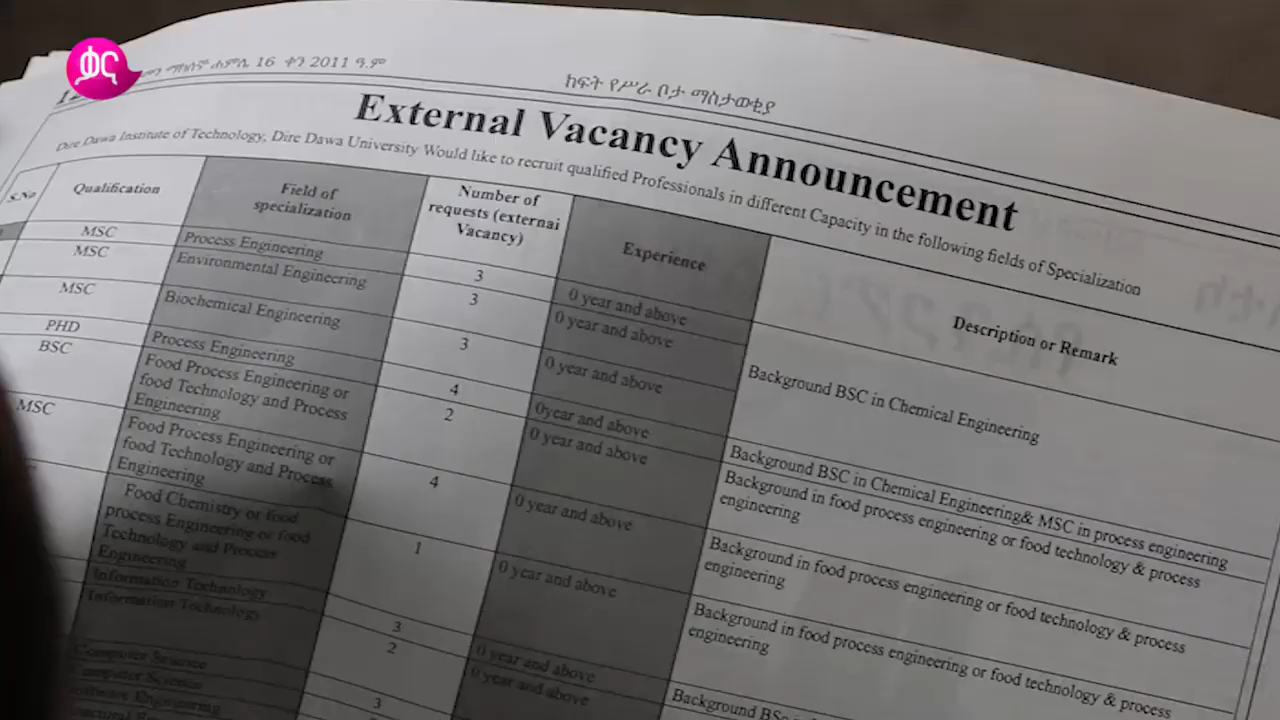 ቃና
ሐምሌ 16 ቀን 2011 ዓ.ም
ክፍት የሥራ ቦታ ማስታወቂያ
External Vacancy Announcement
Dire Dawa Institute of Technology, Dire Dawa University Would like to recruit qualified Professionals in different Capacity in the following fields of Specialization
S.No
Qualification
Field of
specialization
Number of
requests (external
Vacancy)
Experience
Description or Remark
MSC
Process Engineering
3
0 year and above
MSC
Environmental Engineering
3
0 year and above
Background BSC in Chemical Engineering
MSC
Biochemical Engineering
3
0 year and above
PHD
Process Engineering
4
0year and above
Background BSC in Chemical Engineering& MSC in process engineering
BSC
Food Process Engineering or
food Technology and Process
Engineering
2
0 year and above
Background in food process engineering or food technology & process
engineering
MSC
Food Process Engineering or
food Technology and Process
Engineering
4
0 year and above
Background in food process engineering or food technology & process
engineering
Food Chemistry or food
process Engineering or food
Technology and Process
Engineering
1
0 year and above
Background in food process engineering or food technology & process
engineering
Information Technology
3
0 year and above
Information Technology
2
0 year and above
Computer Science
3
Computer Science
Software Engineering